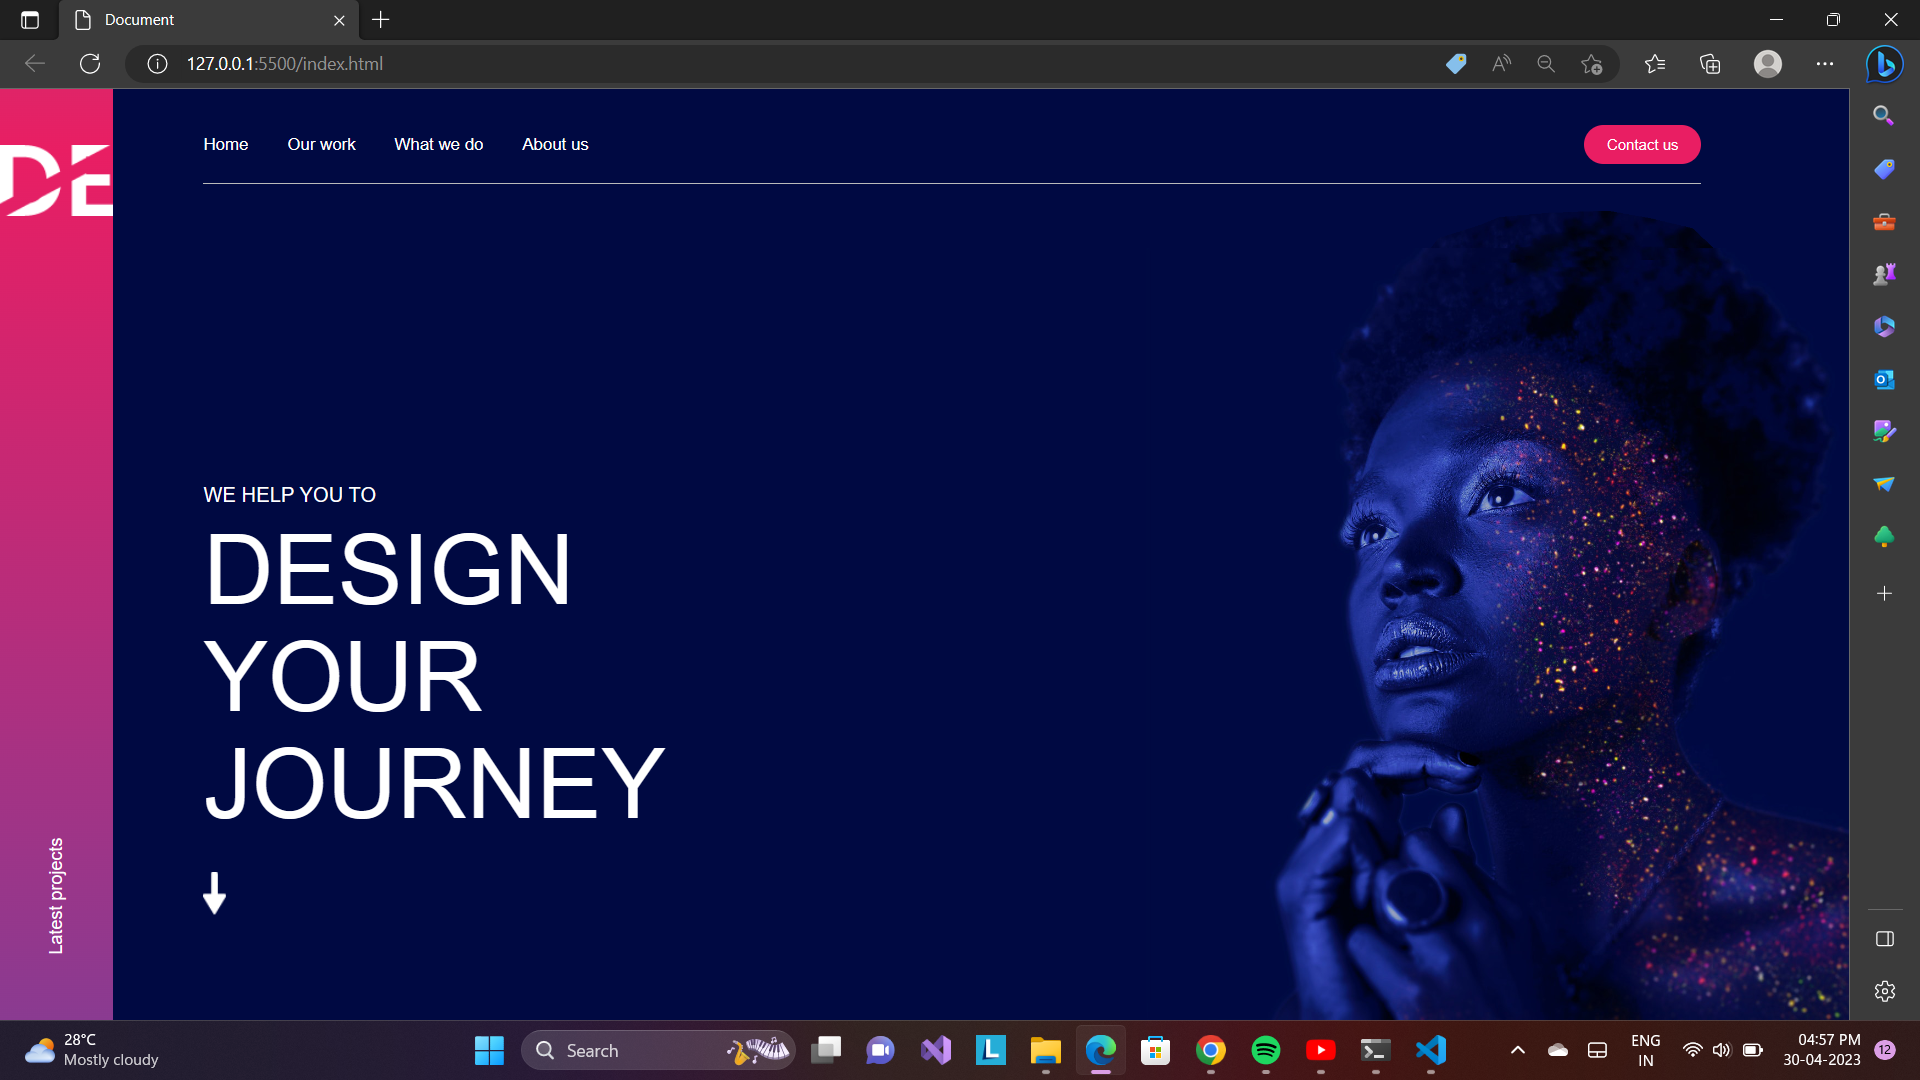 Document
127.0.0.1:5500/index.html
DE
Home Our work What we do About us Contact us
WE HELP YOU TO
DESIGN
YOUR
JOURNEY
Latest projects
28°C
Mostly cloudy
Search
L
ENG
IN
04:57 PM
30-04-2023
12